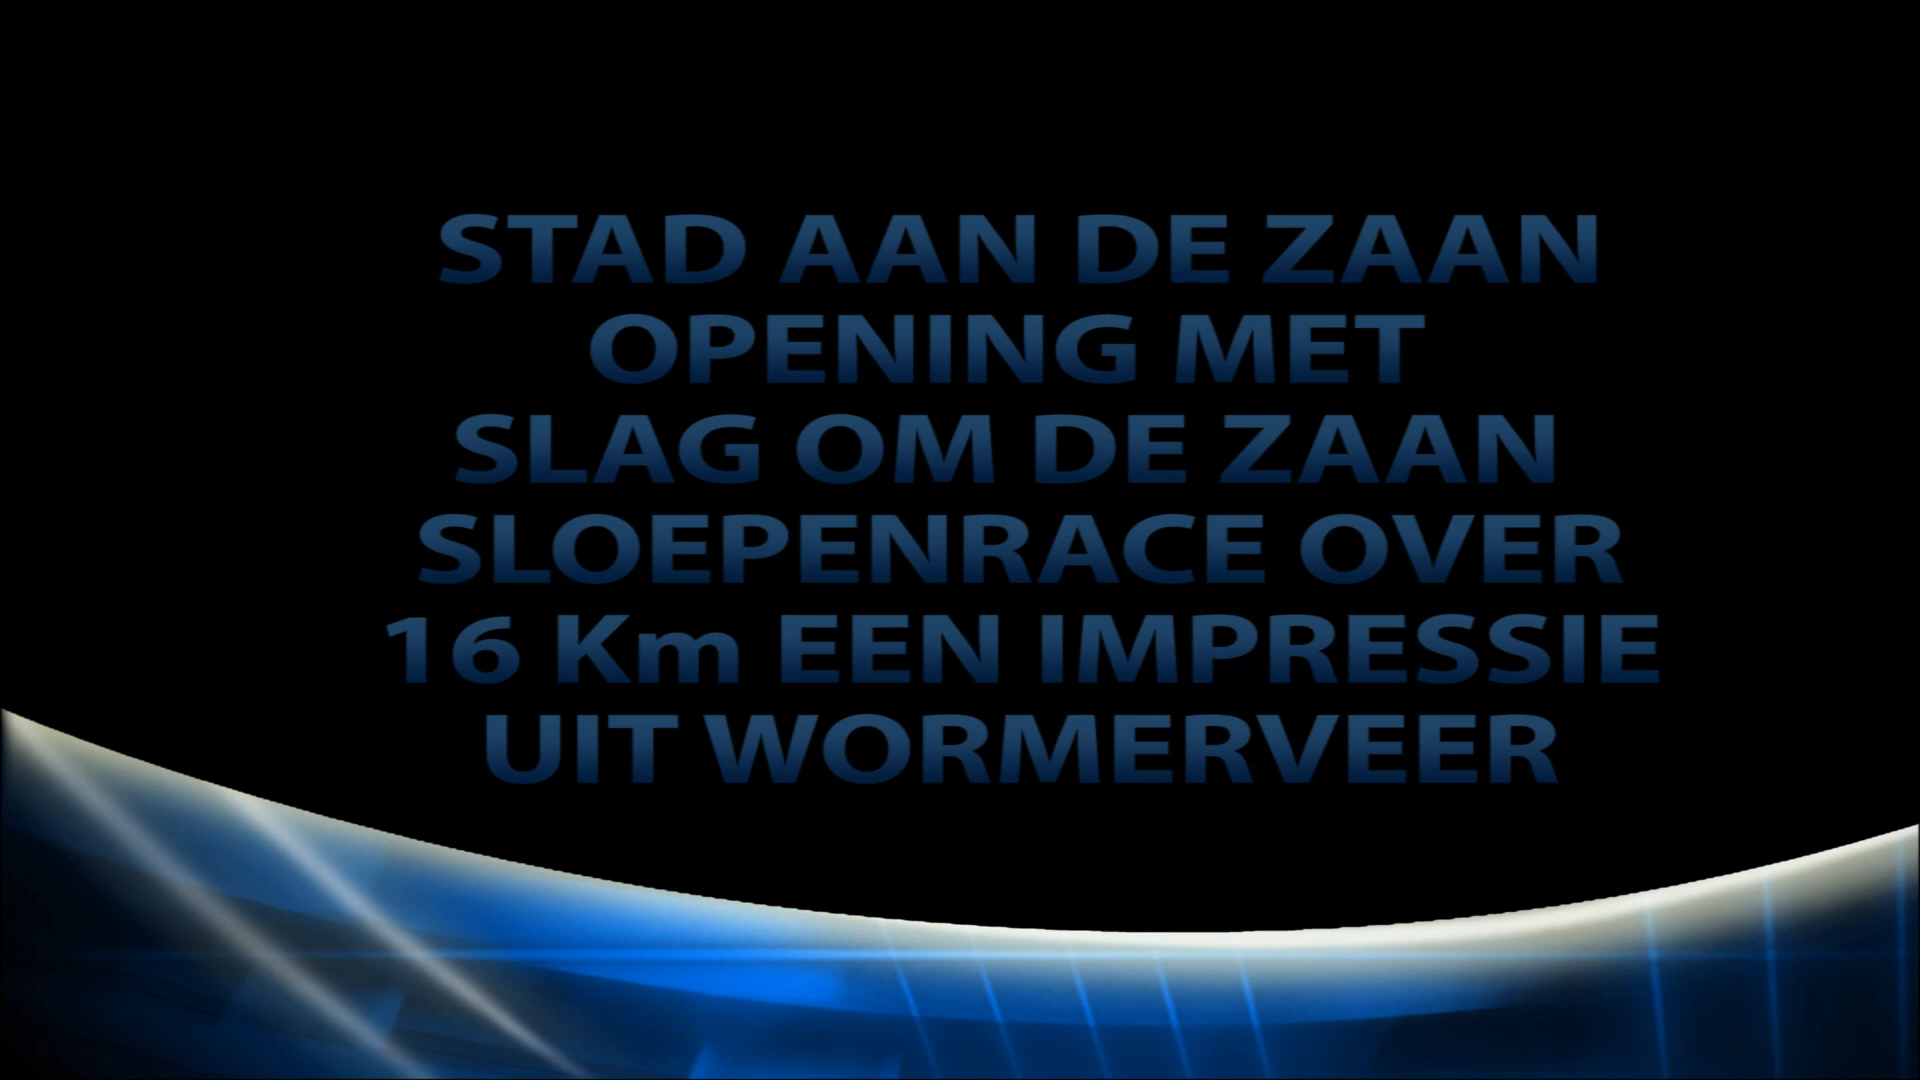 STAD AAN DE ZAAN
OPENING MET
SLAG OM DE ZAAN
SLOEPENRACE OVER
16 Km EEN IMPRESSIE
UIT WORMERVEER